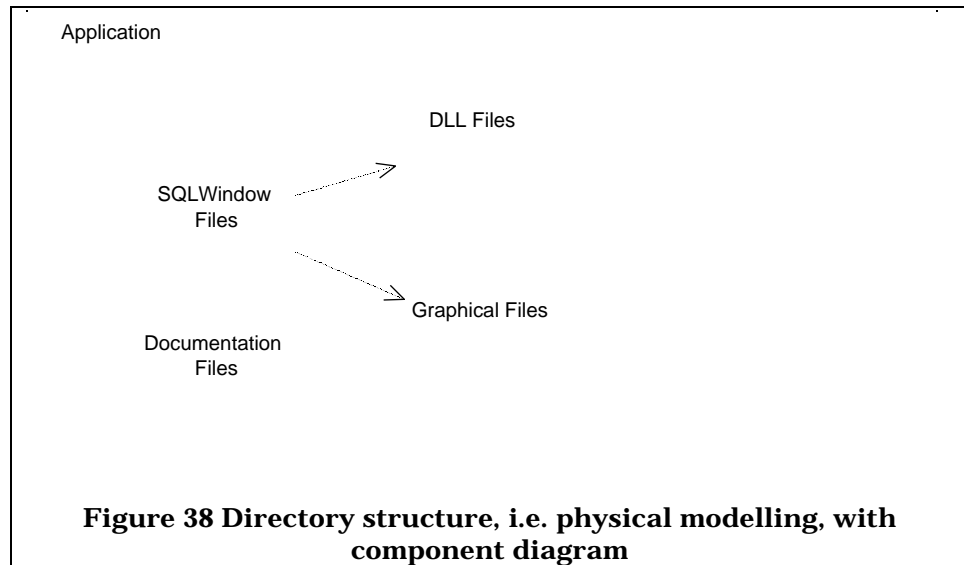 Application
DLL Files
SQLWindow
Files
Graphical Files
Documentation
Files
Figure 38 Directory structure, i.e. physical modelling, with
component diagram